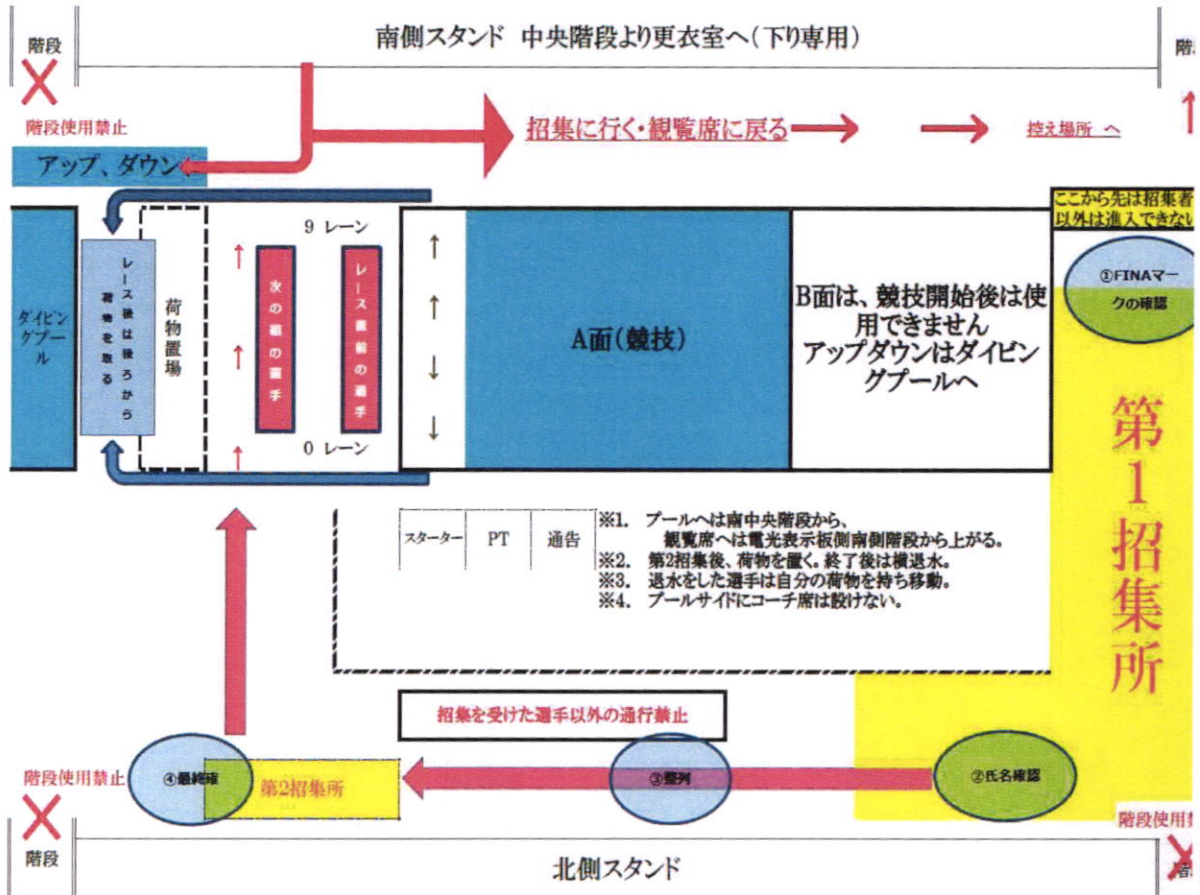 南側スタンド 中央階段より更衣室へ(下り専用)
階段
階段使用禁止
招集に行く・観覧席に戻る
控え場所 へ
アップ、ダウン
ここから先は招集者
以外は進入できない
①FINAマー
クの確認
第1招集所
ダイビン
グプー
ル
レース後は後ろから
荷物を取る
荷物置場
9 レーン
次の組の選手
レース直前の選手
0 レーン
A面(競技)
B面は、競技開始後は使
用できません
アップダウンはダイビン
グプールへ
スターター
PT
通告
※1. プールへは南中央階段から、
観覧席へは電光表示板側南側階段から上がる。
※2. 第2招集後、荷物を置く。終了後は横退水。
※3. 退水をした選手は自分の荷物を持ち移動。
※4. プールサイドにコーチ席は設けない。
招集を受けた選手以外の通行禁止
階段使用禁止
④最終確
第2招集所
③整列
②氏名確認
階段使用
階段
北側スタンド